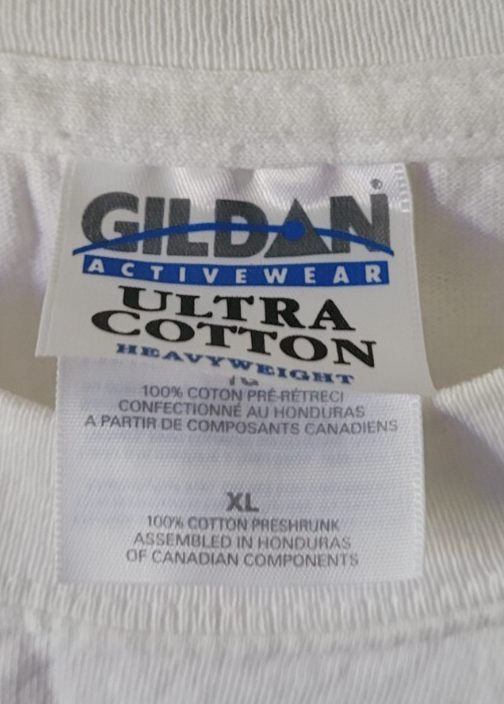 GILDAN®
ACTIVEWEAR
ULTRA
COTTON
HEAVYWEIGHT
100% COTON PRÉ-RÉTRECI
CONFECTIONNÉ AU HONDURAS
A PARTIR DE COMPOSANTS CANADIENS
XL
100% COTTON PRESHRUNK
ASSEMBLED IN HONDURAS
OF CANADIAN COMPONENTS